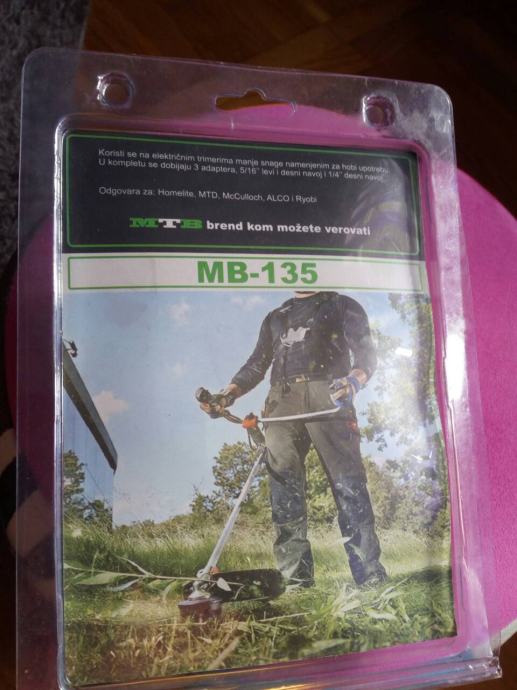 Koristi se na električnim trimerima manje snage namenjenim za hobi upotrebu.
U kompletu se dobijaju 3 adaptera, 5/16" levi i desni navoj i 1/4" desni navoj
Odgovara za: Homelite, MTD, McCulloch, ALCO i Ryobi
MTB brend kom možete verovati
MB-135